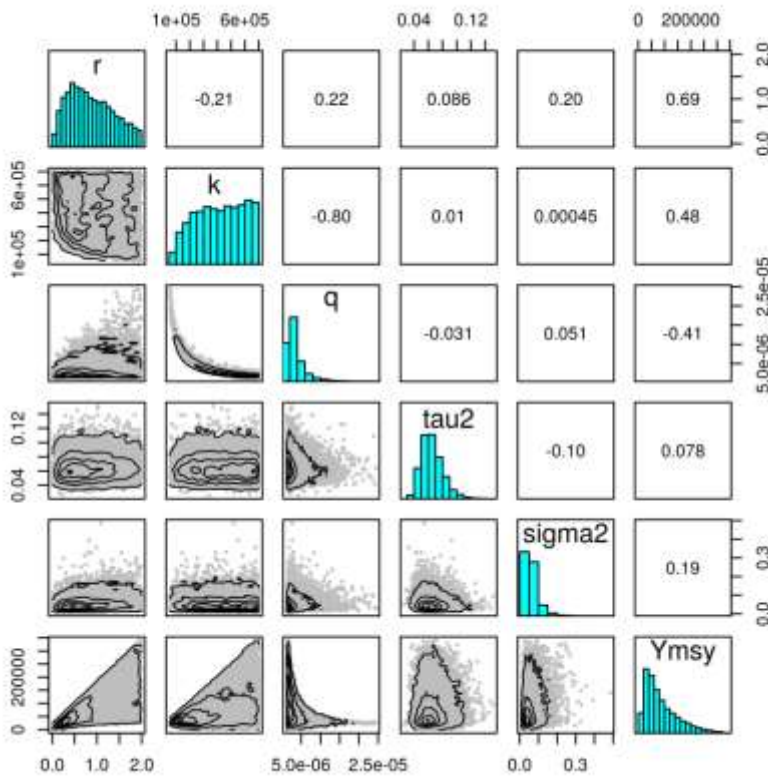 1e+05 6e+05 0.04 0.12 0 200000
r -0.21 0.22 0.086 0.20 0.69 0.0 1.0 2.0
1e+05 6e+05 k -0.80 0.01 0.00045 0.48
q -0.031 0.051 -0.41 5.0e-06 2.5e-05
0.04 0.12 tau2 -0.10 0.078
sigma2 0.19 0.0 0.3
0 200000 Ymsy
0.0 1.0 2.0 5.0e-06 2.5e-05 0.0 0.3